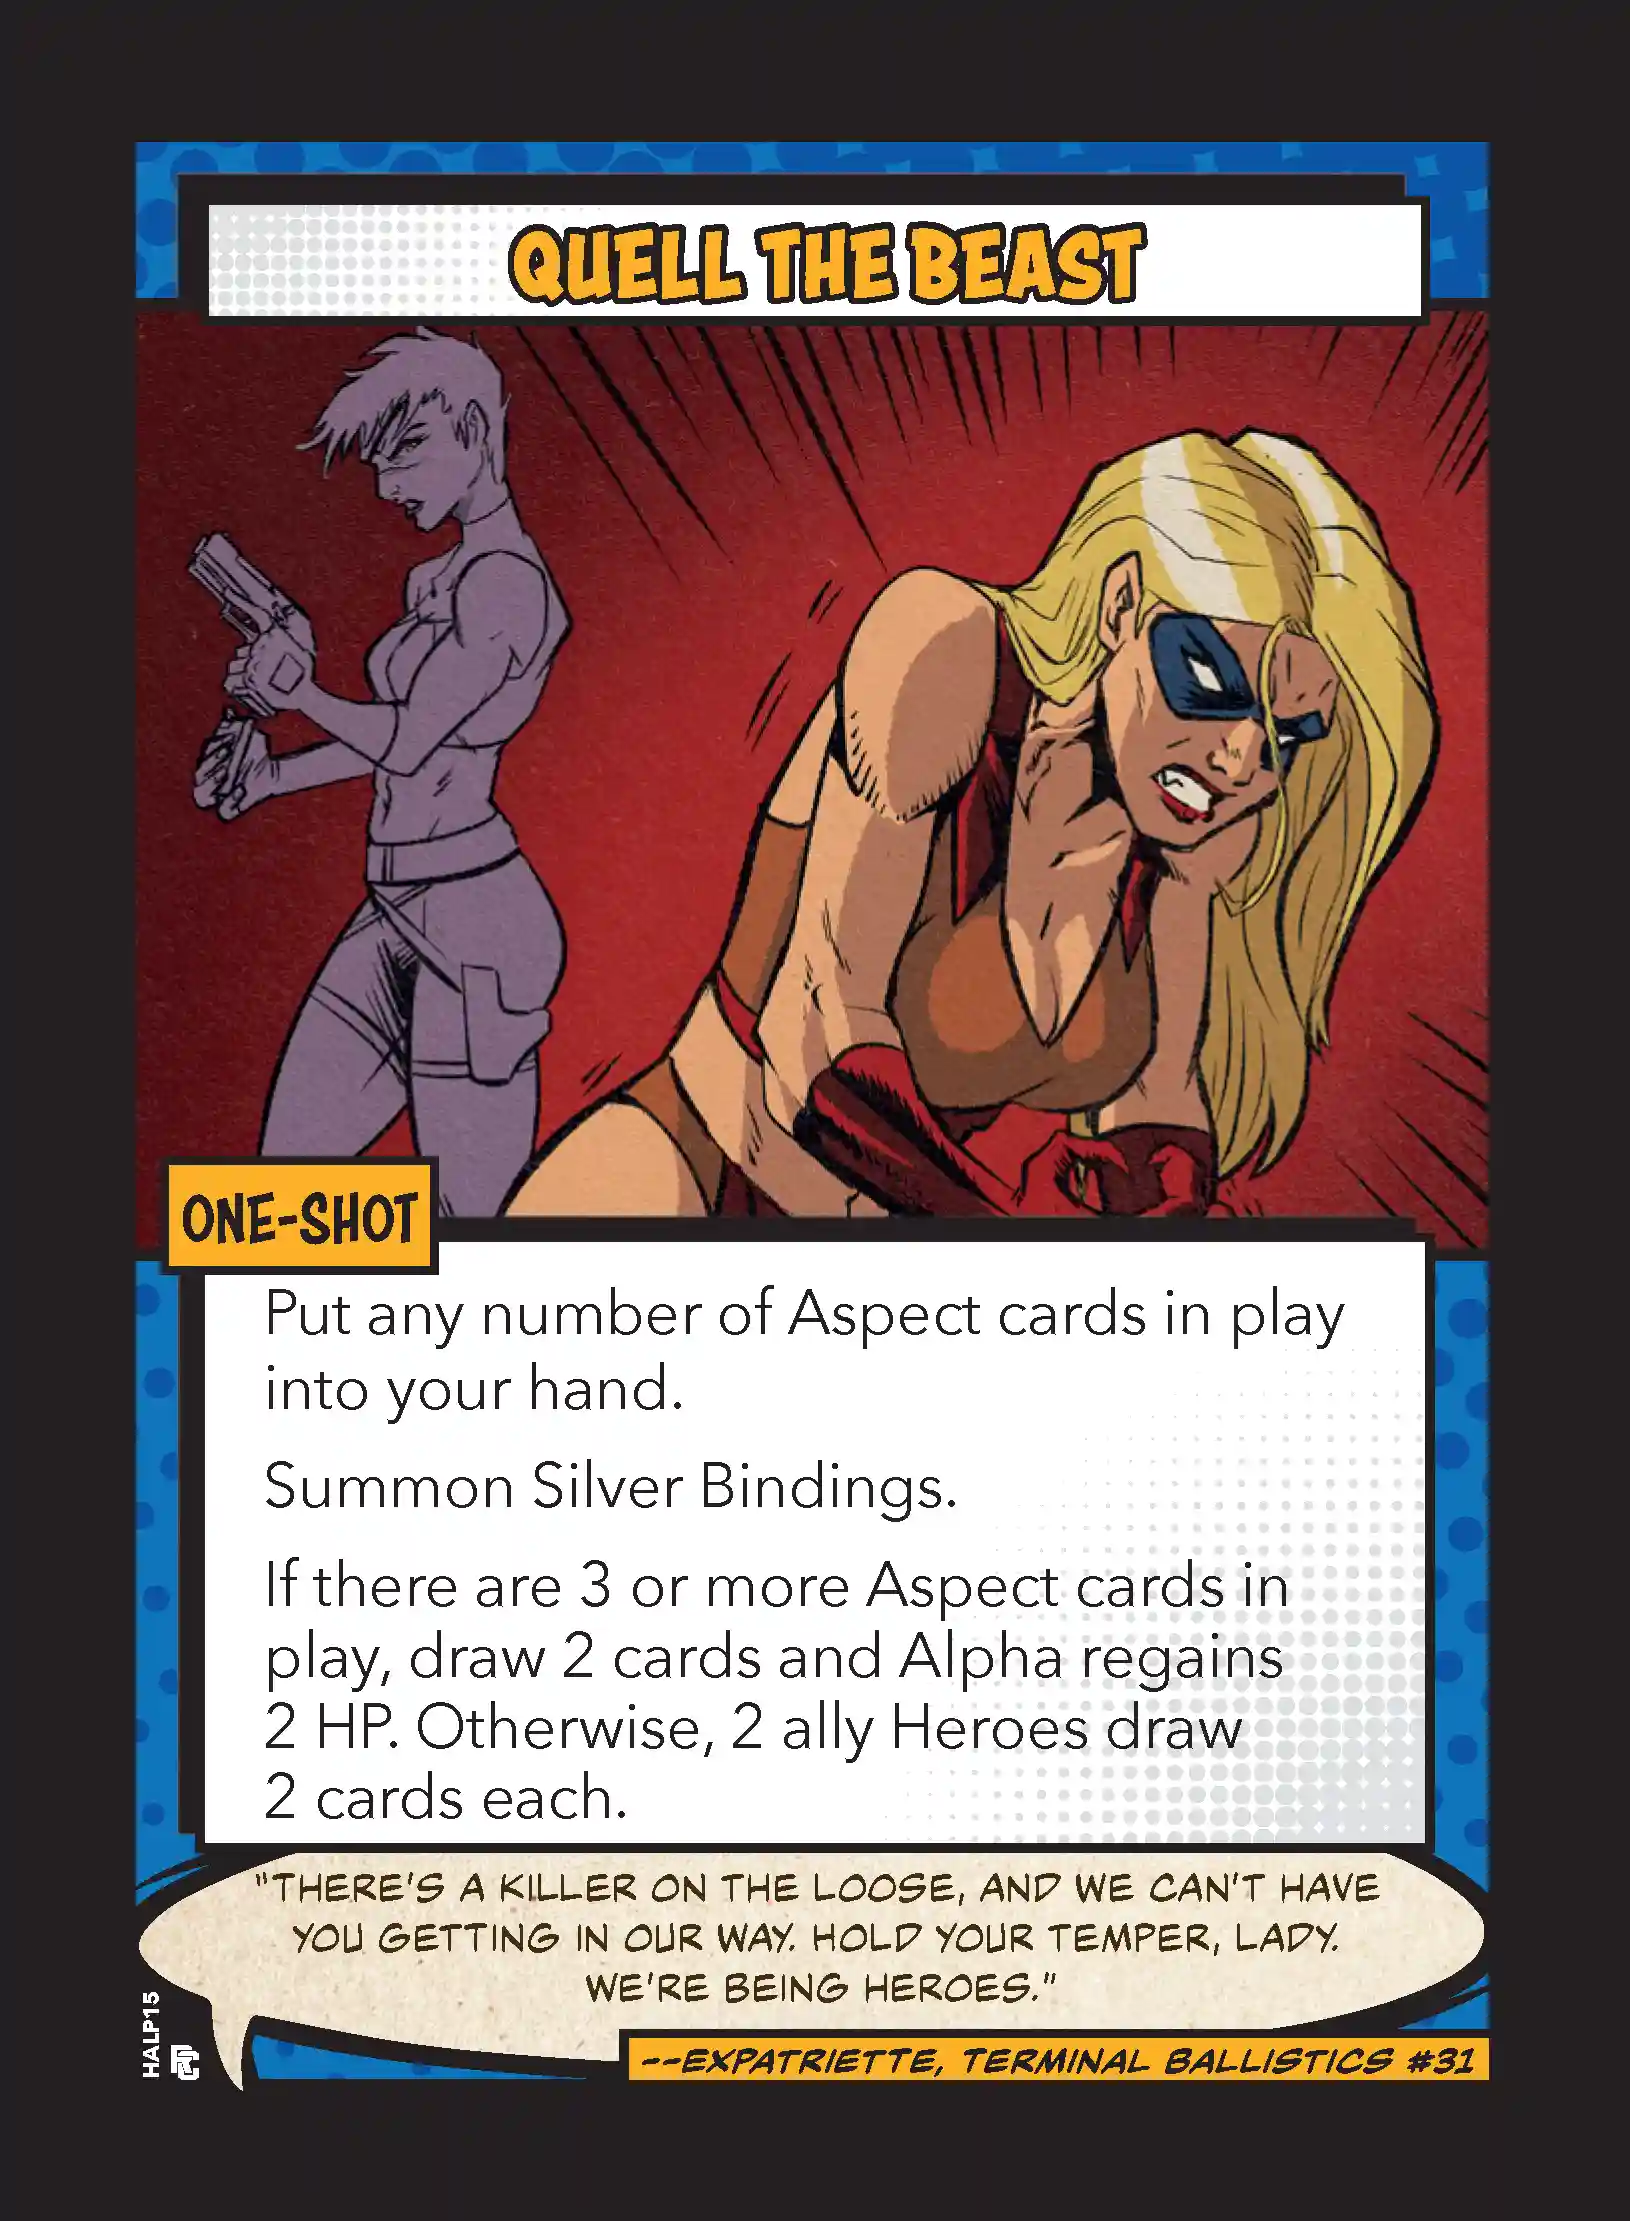 QUELL THE BEAST
ONE-SHOT
Put any number of Aspect cards in play
into your hand.
Summon Silver Bindings.
If there are 3 or more Aspect cards in
play, draw 2 cards and Alpha regains
2 HP. Otherwise, 2 ally Heroes draw
2 cards each.
"THERE'S A KILLER ON THE LOOSE, AND WE CAN'T HAVE
YOU GETTING IN OUR WAY. HOLD YOUR TEMPER, LADY.
WE'RE BEING HEROES."
--EXPATRIETTE, TERMINAL BALLISTICS #31
HALP15